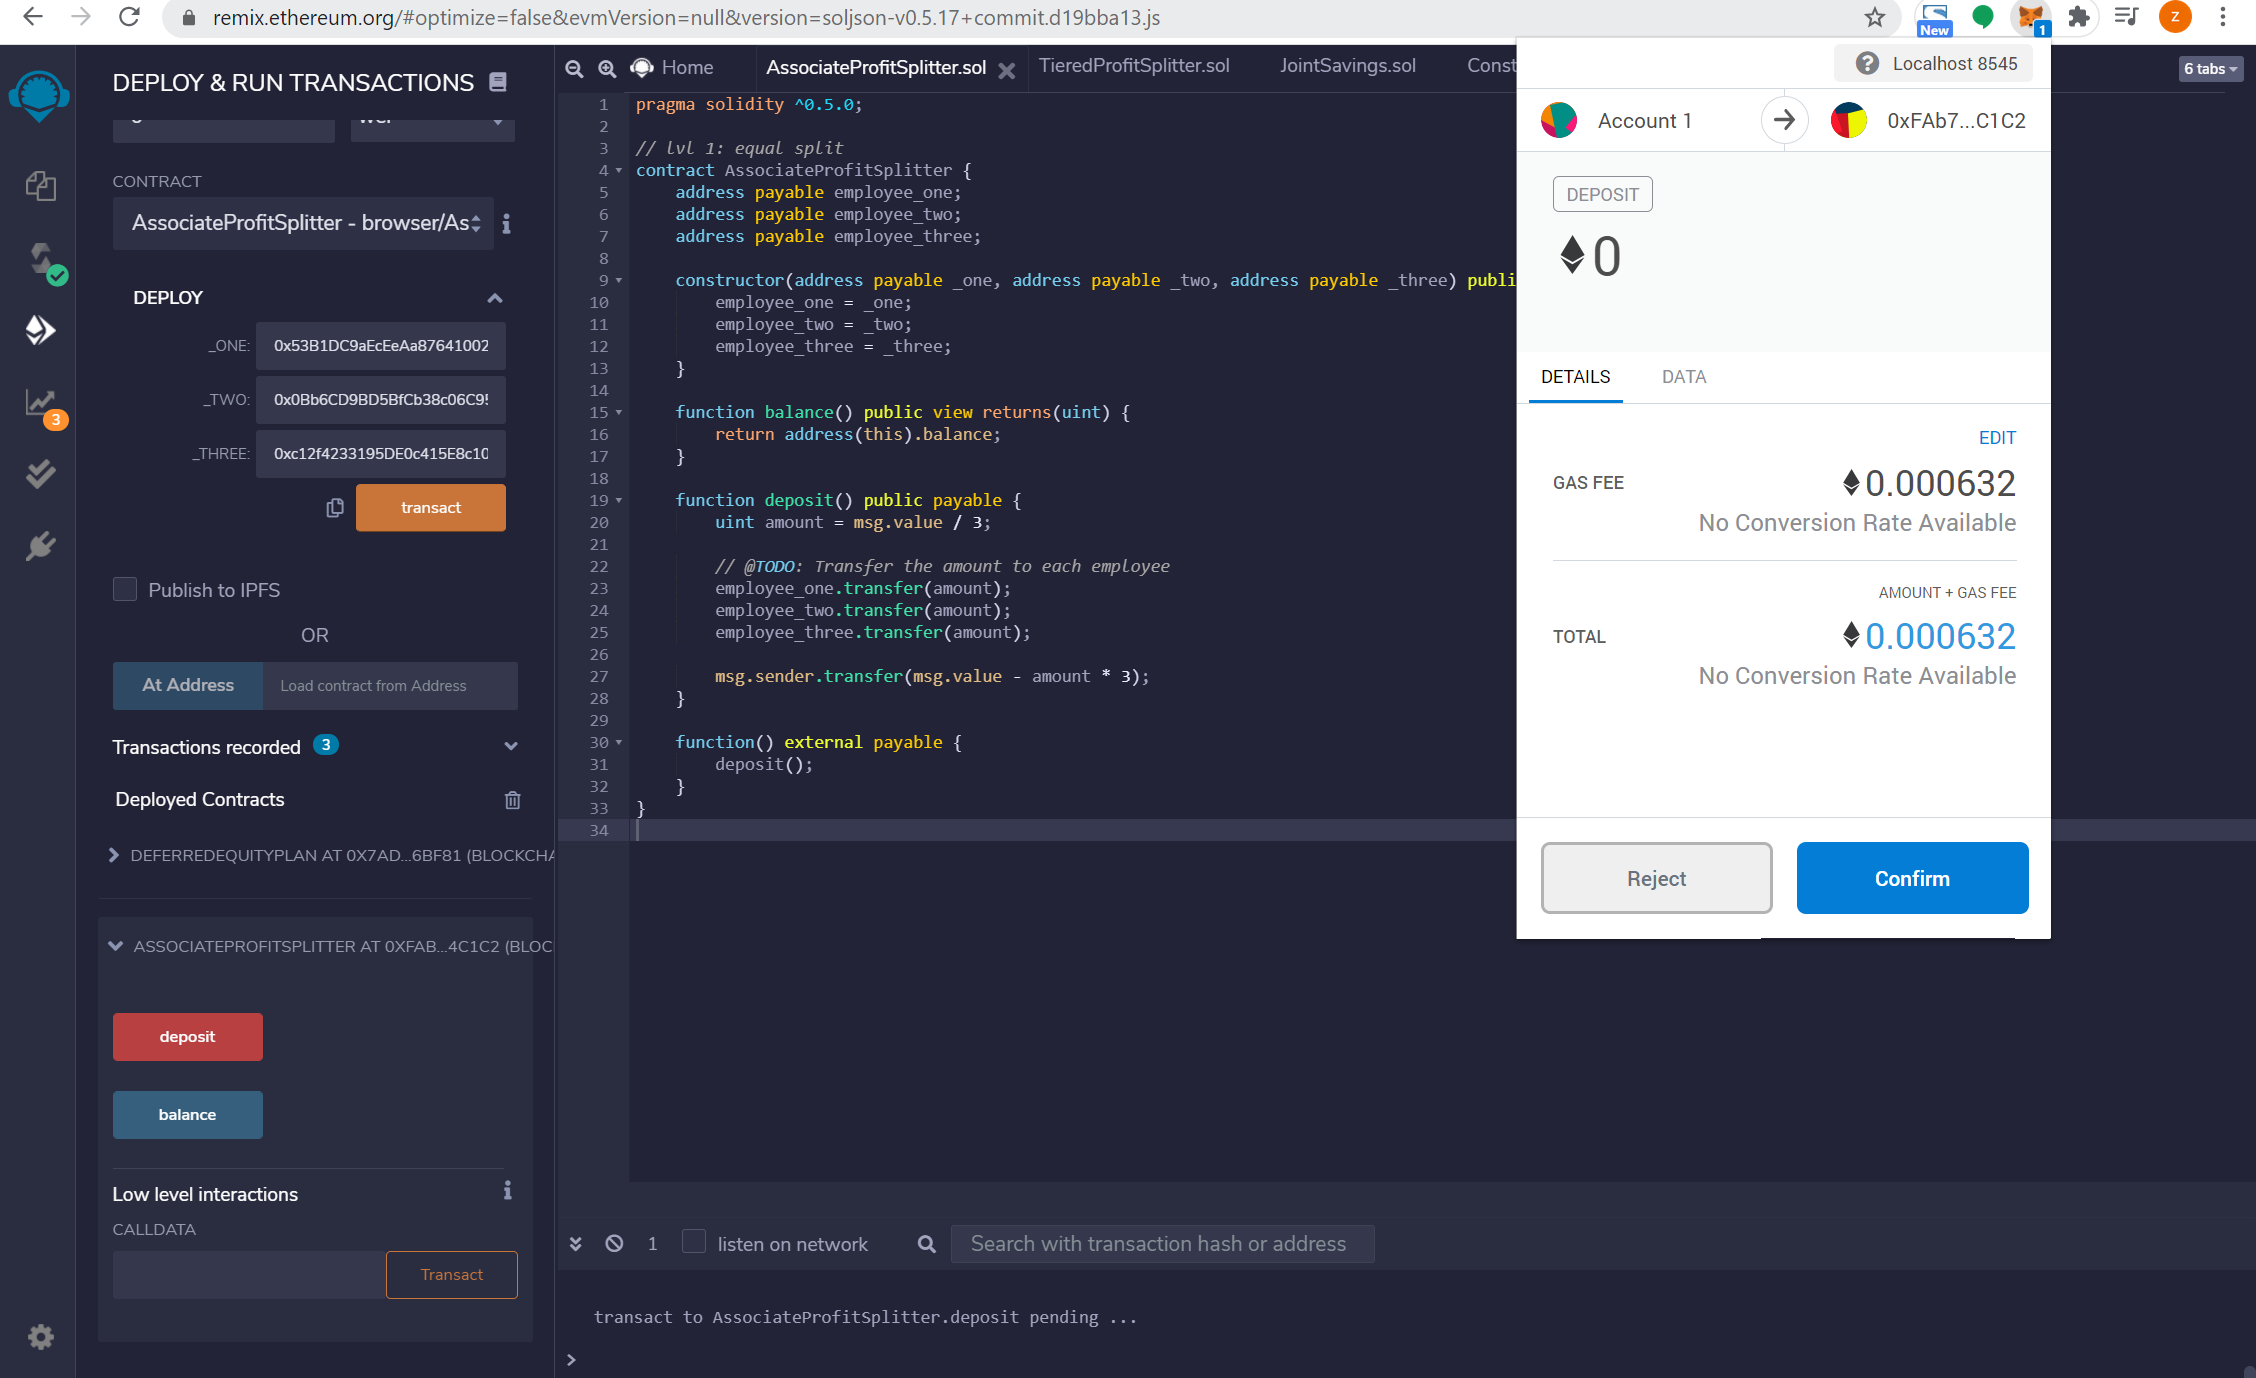 remix.ethereum.org/#optimize=false&evmVersion=null&version=soljson-v0.5.17+commit.d19bba13.js
New
1
Z
DEPLOY & RUN TRANSACTIONS
CONTRACT
AssociateProfitSplitter - browser/As
DEPLOY
_ONE: 0x53B1DC9aEcEeAa87641002
_TWO: 0x0Bb6CD9BD5BfCb38c06C95
_THREE: 0xc12f4233195DE0c415E8c10
transact
3
Publish to IPFS
OR
At Address Load contract from Address
Transactions recorded 3
Deployed Contracts
DEFERREDEQUITYPLAN AT 0X7AD...6BF81 (BLOCKCHA
ASSOCIATEPROFITSPLITTER AT 0XFAB...4C1C2 (BLOC
deposit
balance
Low level interactions
CALLDATA
Transact
Home AssociateProfitSplitter.sol TieredProfitSplitter.sol JointSavings.sol Const
6 tabs
1 pragma solidity ^0.5.0;
2
3 // lvl 1: equal split
4 contract AssociateProfitSplitter {
5 address payable employee_one;
6 address payable employee_two;
7 address payable employee_three;
8
9 constructor(address payable _one, address payable _two, address payable _three) publi
10 employee_one = _one;
11 employee_two = _two;
12 employee_three = _three;
13 }
14
15 function balance() public view returns(uint) {
16 return address(this).balance;
17 }
18
19 function deposit() public payable {
20 uint amount = msg.value / 3;
21
22 // @TODO: Transfer the amount to each employee
23 employee_one.transfer(amount);
24 employee_two.transfer(amount);
25 employee_three.transfer(amount);
26
27 msg.sender.transfer(msg.value - amount * 3);
28 }
29
30 function() external payable {
31 deposit();
32 }
33 }
34
1 listen on network Search with transaction hash or address
transact to AssociateProfitSplitter.deposit pending ...
>
Localhost 8545
Account 1 0xFAb7...C1C2
DEPOSIT
0
DETAILS DATA
EDIT
GAS FEE 0.000632
No Conversion Rate Available
AMOUNT + GAS FEE
TOTAL 0.000632
No Conversion Rate Available
Reject Confirm